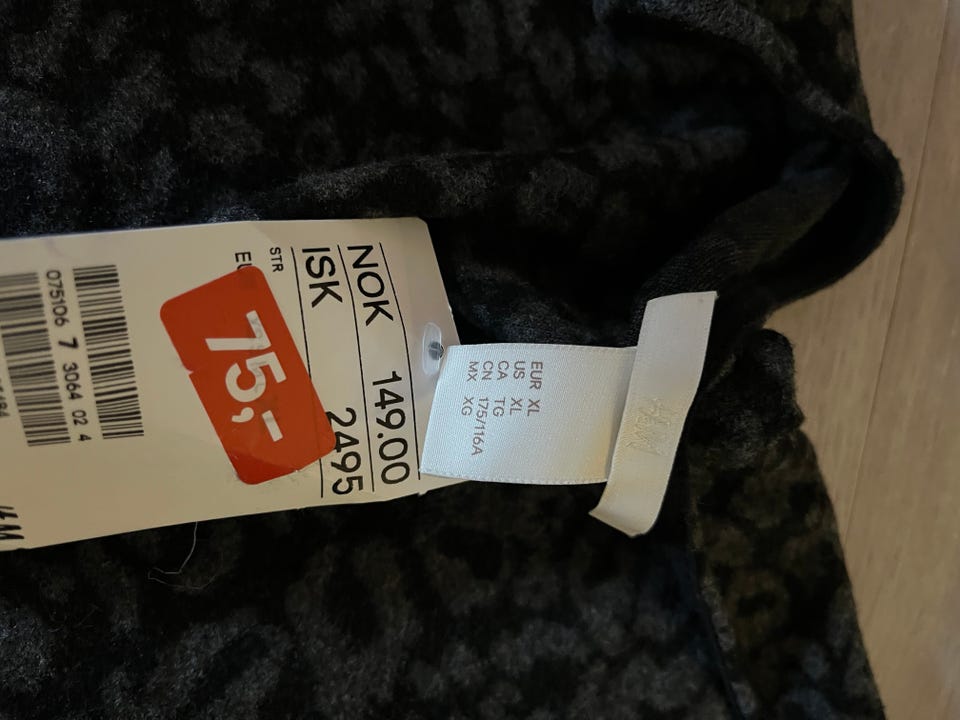 NOK 149.00
ISK 2495
STR
75,-
075106 7 3064 02 4
H&M
EUR XL
US XL
CA TG
CN 175/116A
MX XG
H&M